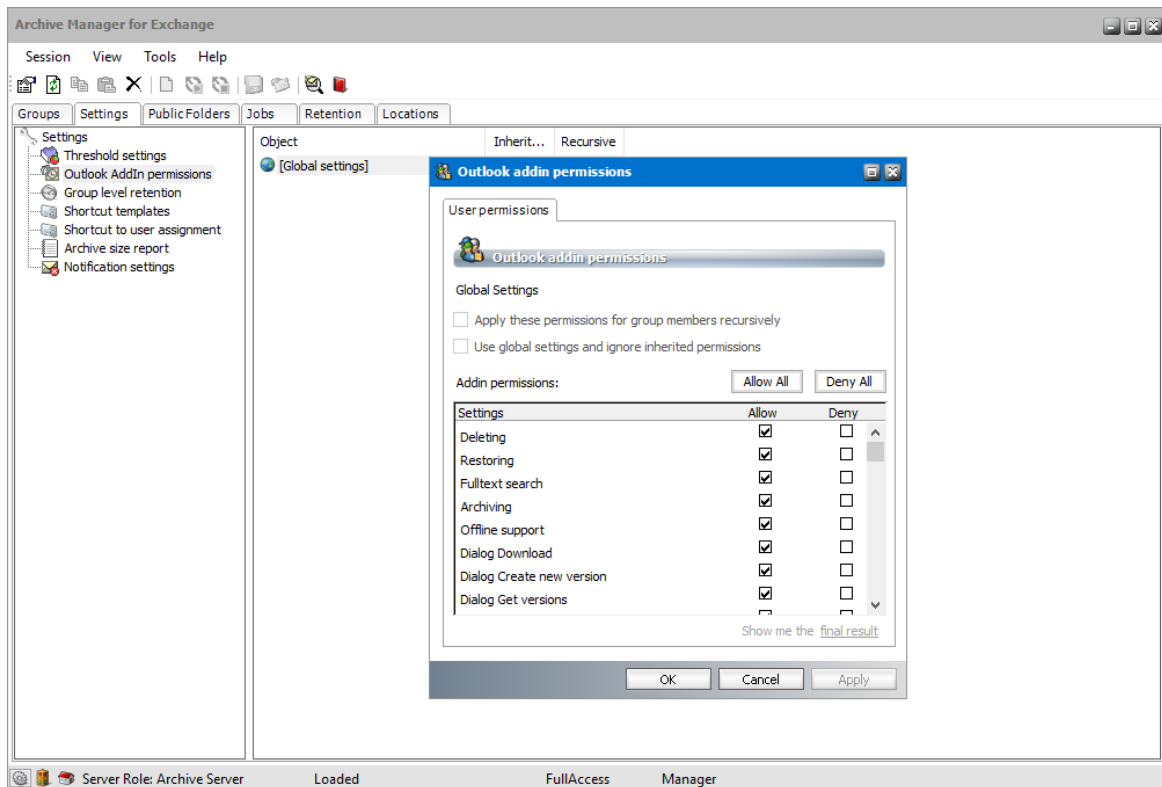 Archive Manager for Exchange
Session View Tools Help
Groups Settings Public Folders Jobs Retention Locations
Settings
Threshold settings
Outlook AddIn permissions
Group level retention
Shortcut templates
Shortcut to user assignment
Archive size report
Notification settings
Object Inherit... Recursive
[Global settings]
Outlook addin permissions
User permissions
Outlook addin permissions
Global Settings
Apply these permissions for group members recursively
Use global settings and ignore inherited permissions
Addin permissions: Allow All Deny All
Settings Allow Deny
Deleting
Restoring
Fulltext search
Archiving
Offline support
Dialog Download
Dialog Create new version
Dialog Get versions
Show me the final result
OK Cancel Apply
Server Role: Archive Server Loaded FullAccess Manager